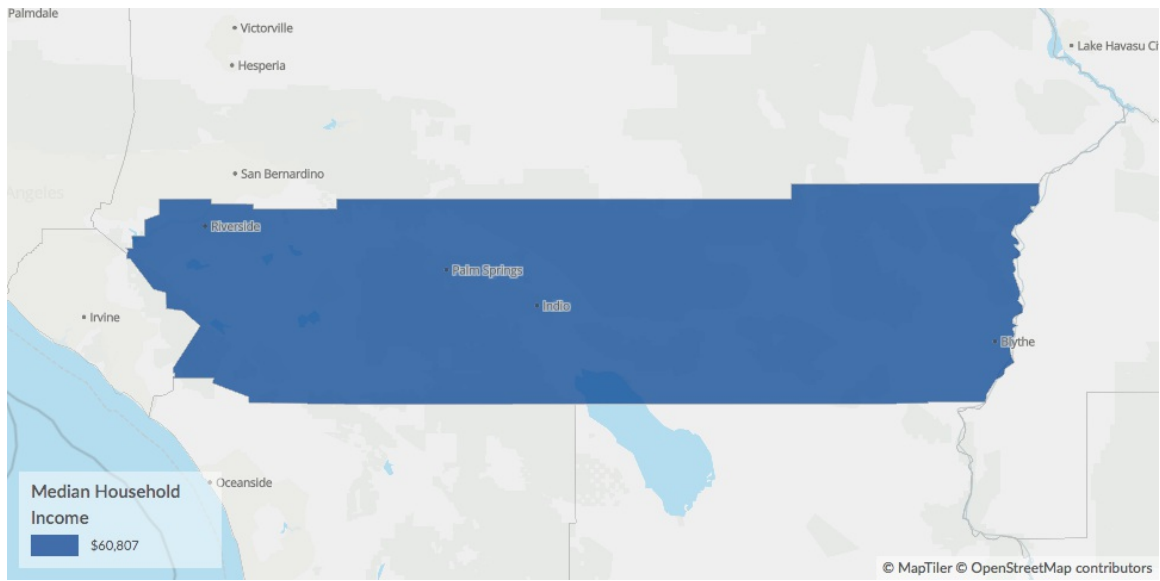 Palmdale
Victorville
Lake Havasu Ci
Hesperia
San Bernardino
Angeles
Riverside
Palm Springs
Indio
Irvine
Blythe
Oceanside
Median Household
Income
$60,807
© MapTiler © OpenStreetMap contributors